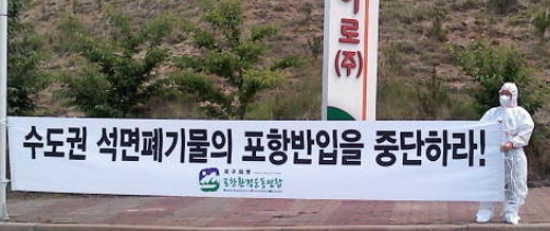 이로
(주)
수도권 석면폐기물의 포항반입을 중단하라!
포항환경운동연합